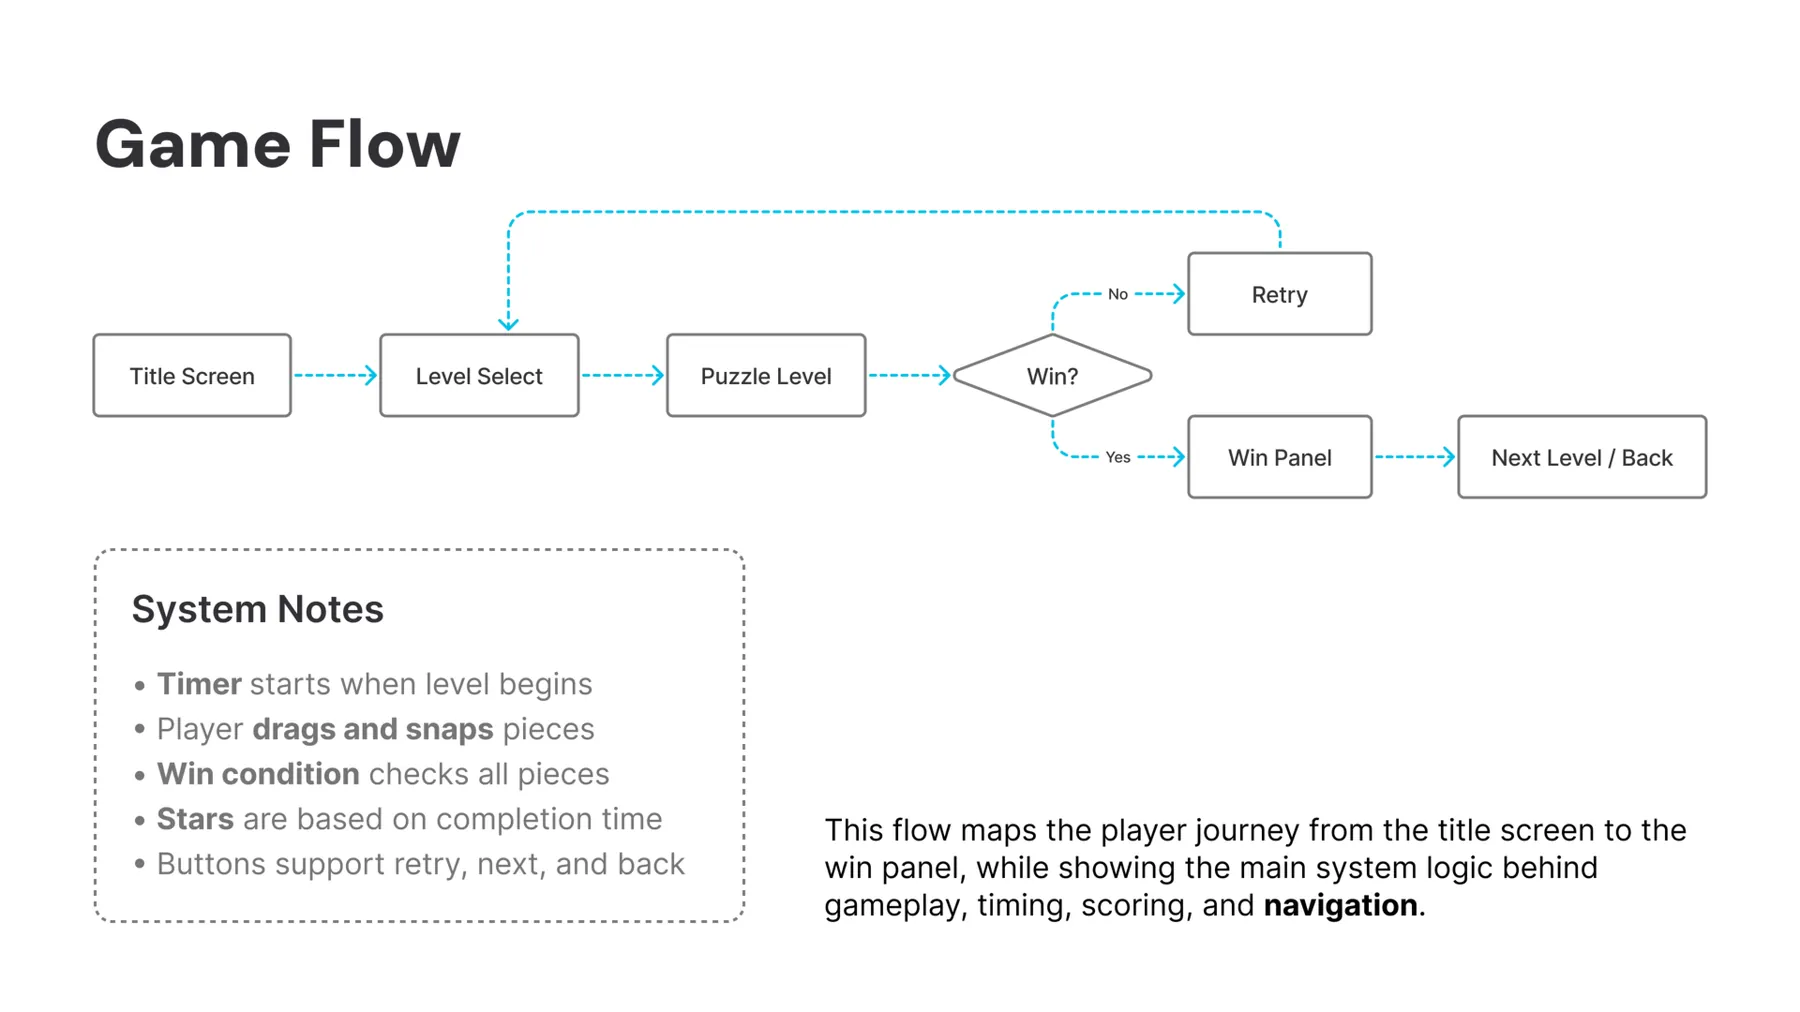 Game Flow
Title Screen
Level Select
Puzzle Level
Win?
No
Retry
Yes
Win Panel
Next Level / Back
System Notes
• Timer starts when level begins
• Player drags and snaps pieces
• Win condition checks all pieces
• Stars are based on completion time
• Buttons support retry, next, and back
This flow maps the player journey from the title screen to the
win panel, while showing the main system logic behind
gameplay, timing, scoring, and navigation.